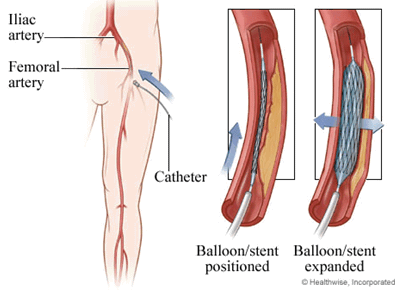 Iliac
artery
Femoral
artery
Catheter
Balloon/stent
positioned
Balloon/stent
expanded
© Healthwise, Incorporated